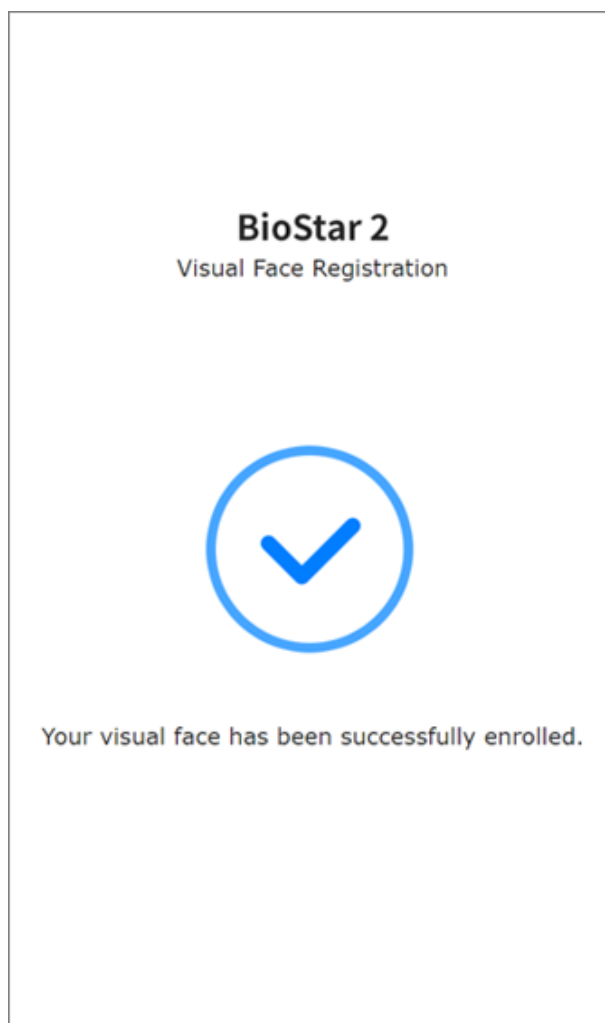 BioStar 2
Visual Face Registration
Your visual face has been successfully enrolled.